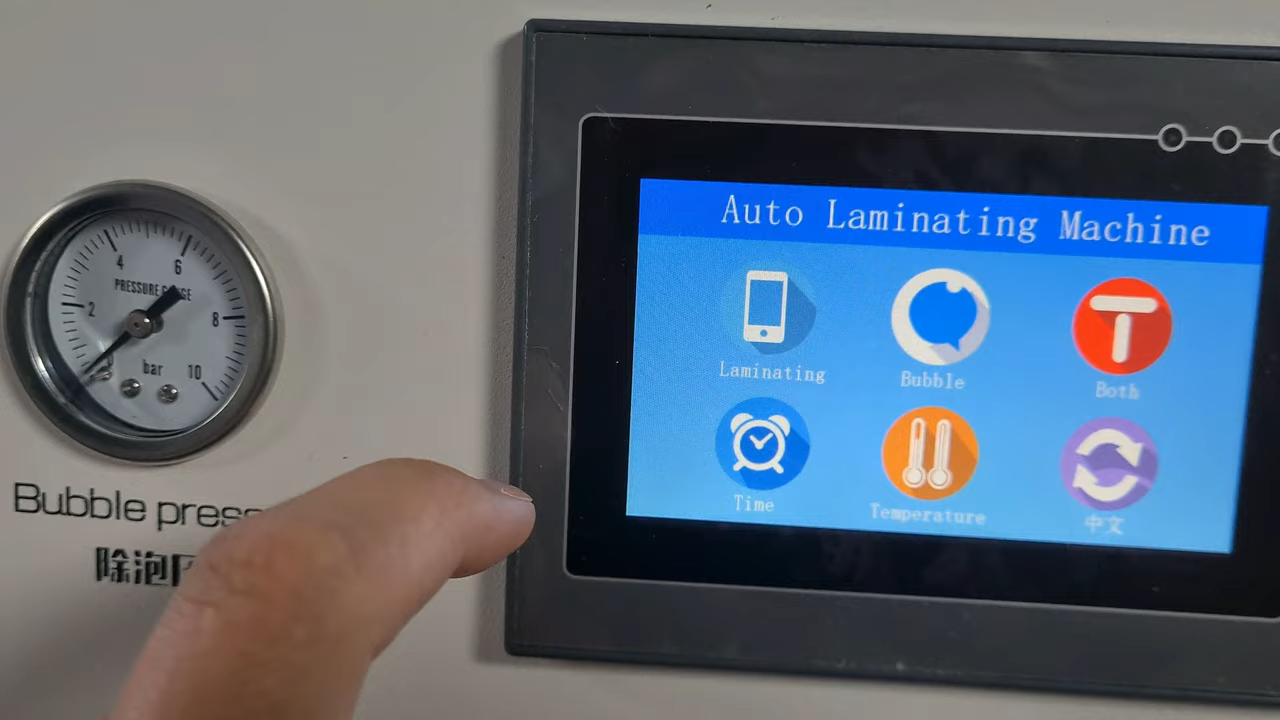 4
6
PRESSURE GAUGE
2
8
bar
10
Bubble press
除泡
Auto Laminating Machine
Laminating
Bubble
Both
Time
Temperature
中文